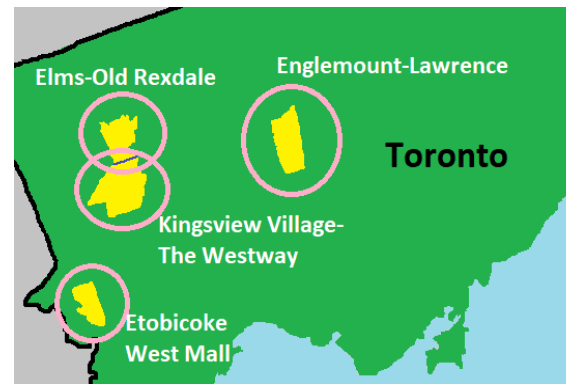 Englemount-Lawrence
Elms-Old Rexdale
Toronto
Kingsview Village-
The Westway
Etobicoke
West Mall